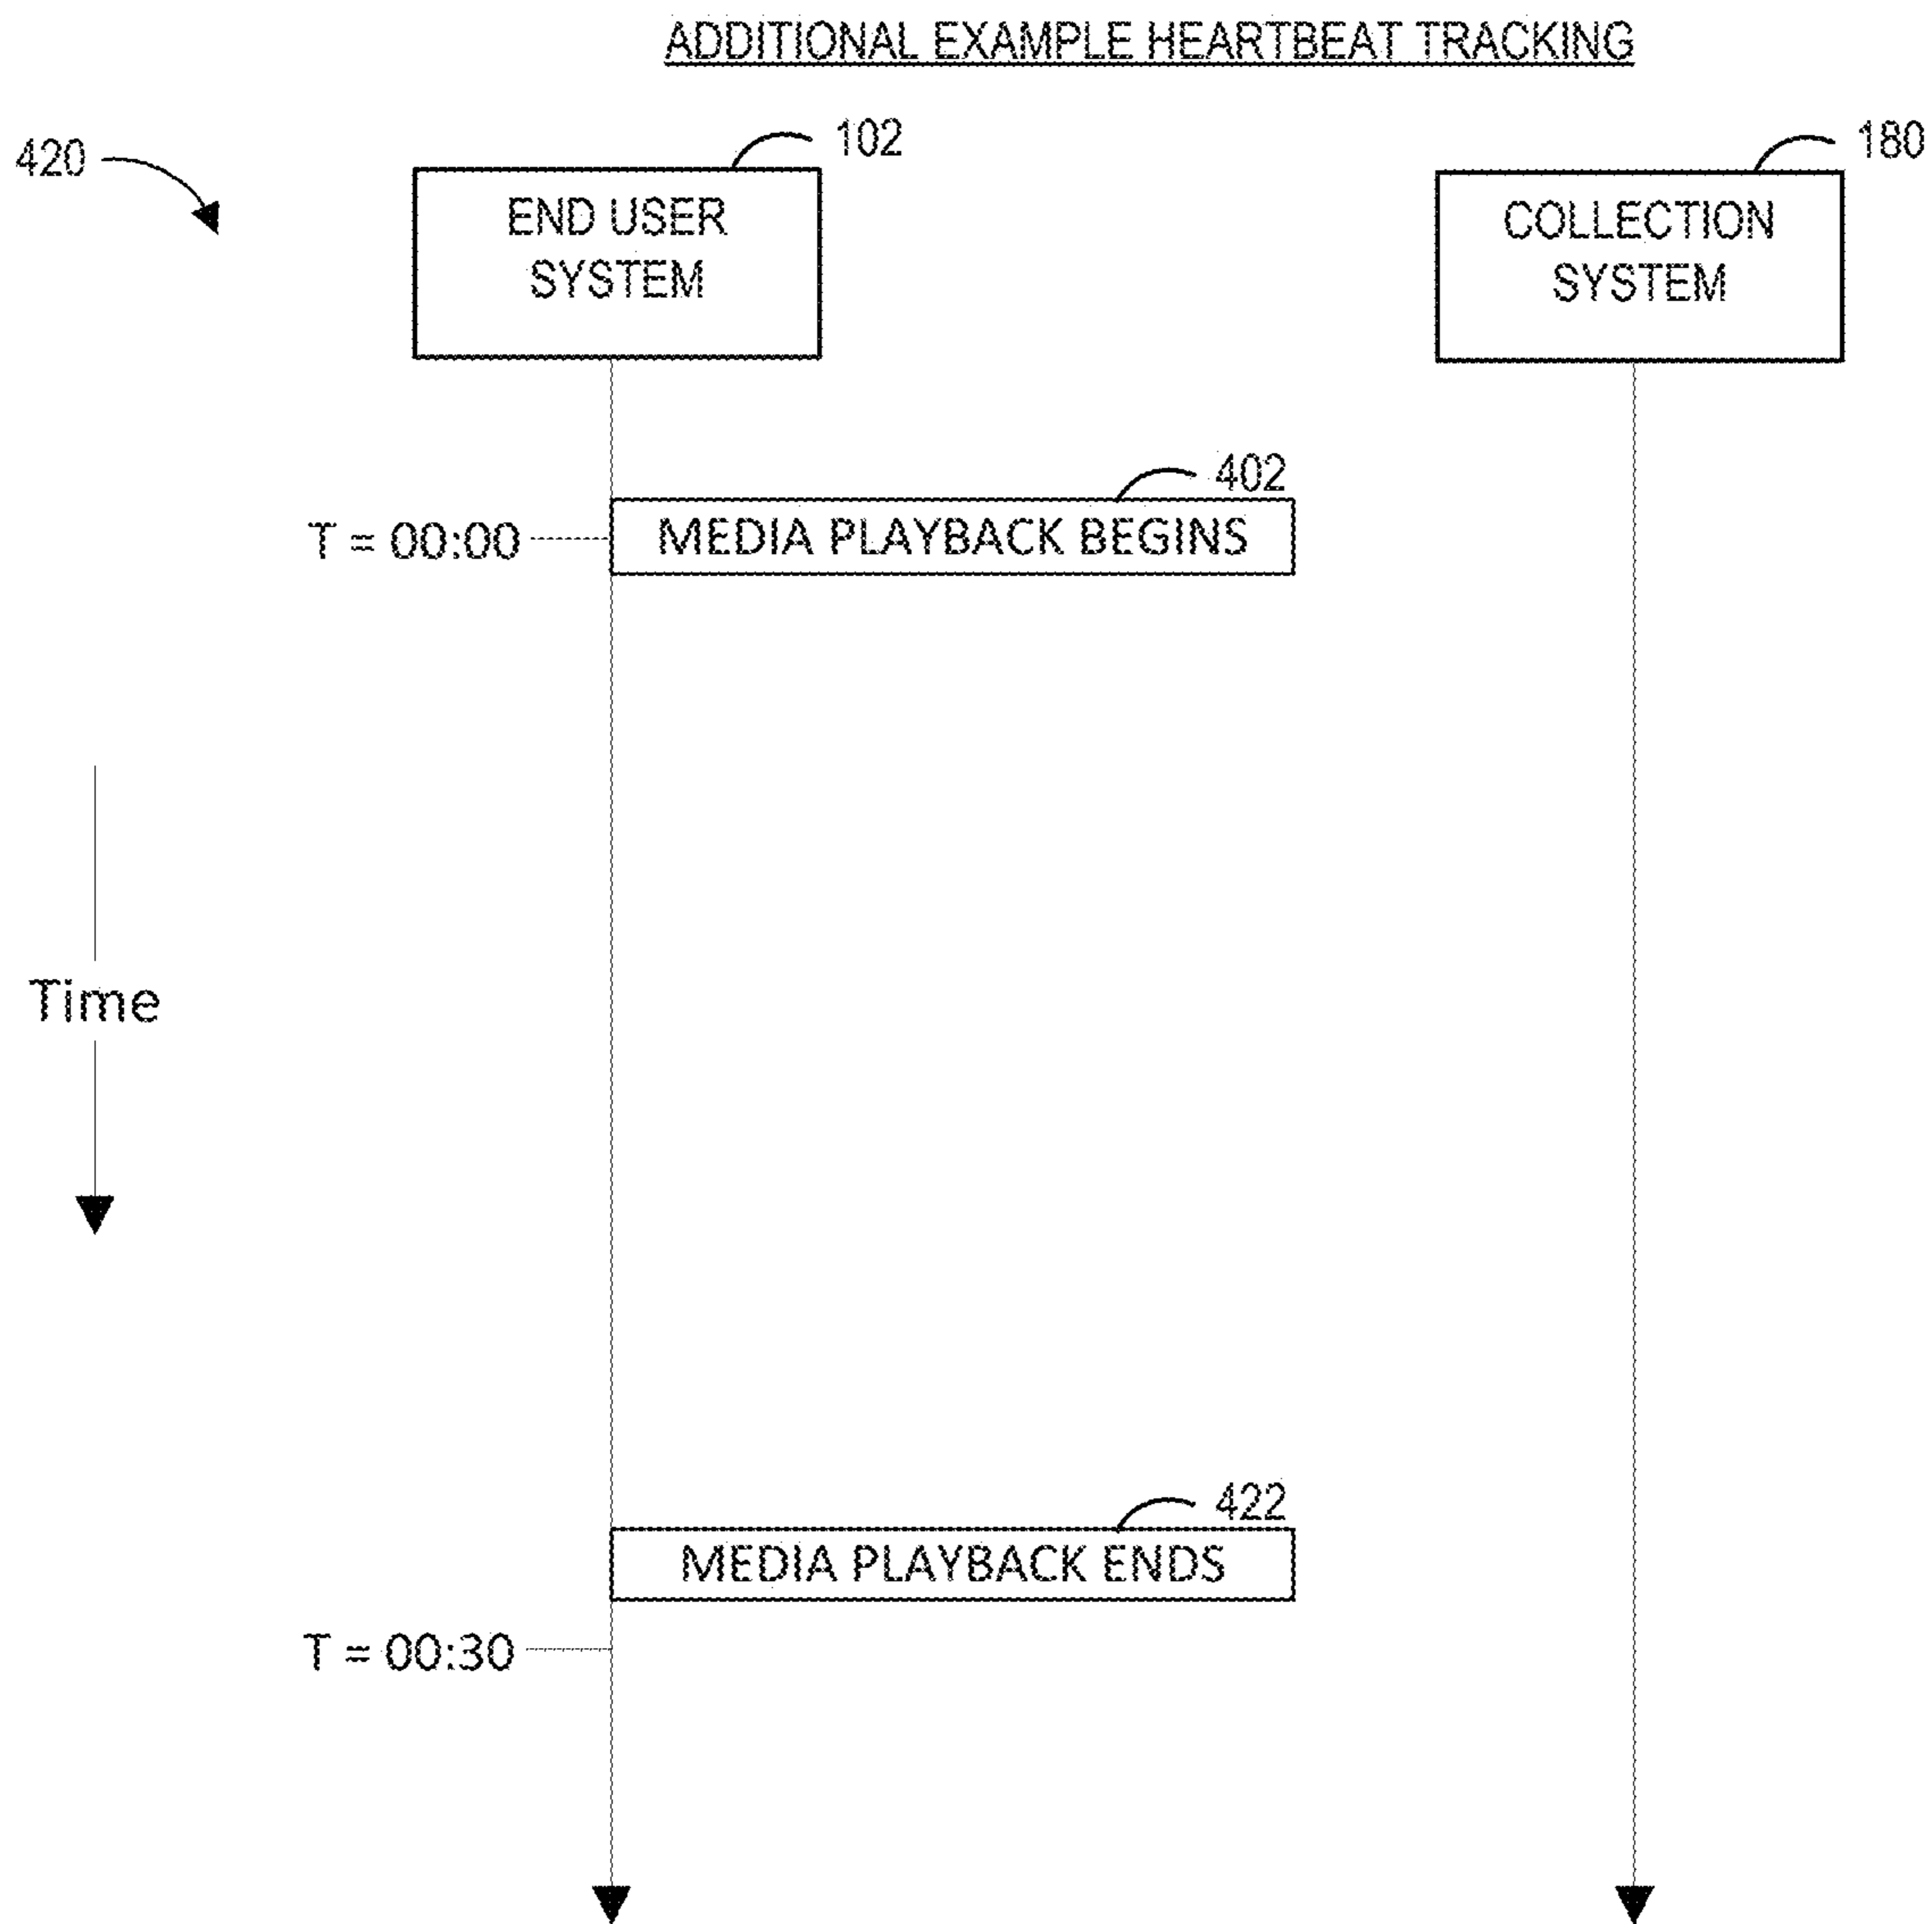 ADDITIONAL EXAMPLE HEARTBEAT TRACKING
420
102
180
END USER
SYSTEM
COLLECTION
SYSTEM
402
T = 00:00
MEDIA PLAYBACK BEGINS
Time
422
MEDIA PLAYBACK ENDS
T = 00:30